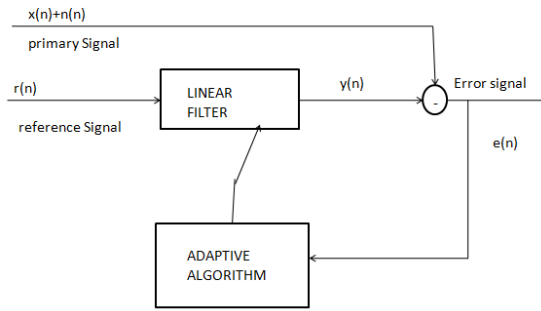 x(n)+n(n)
primary Signal
r(n)
reference Signal
LINEAR
FILTER
y(n)
-
Error signal
e(n)
ADAPTIVE
ALGORITHM